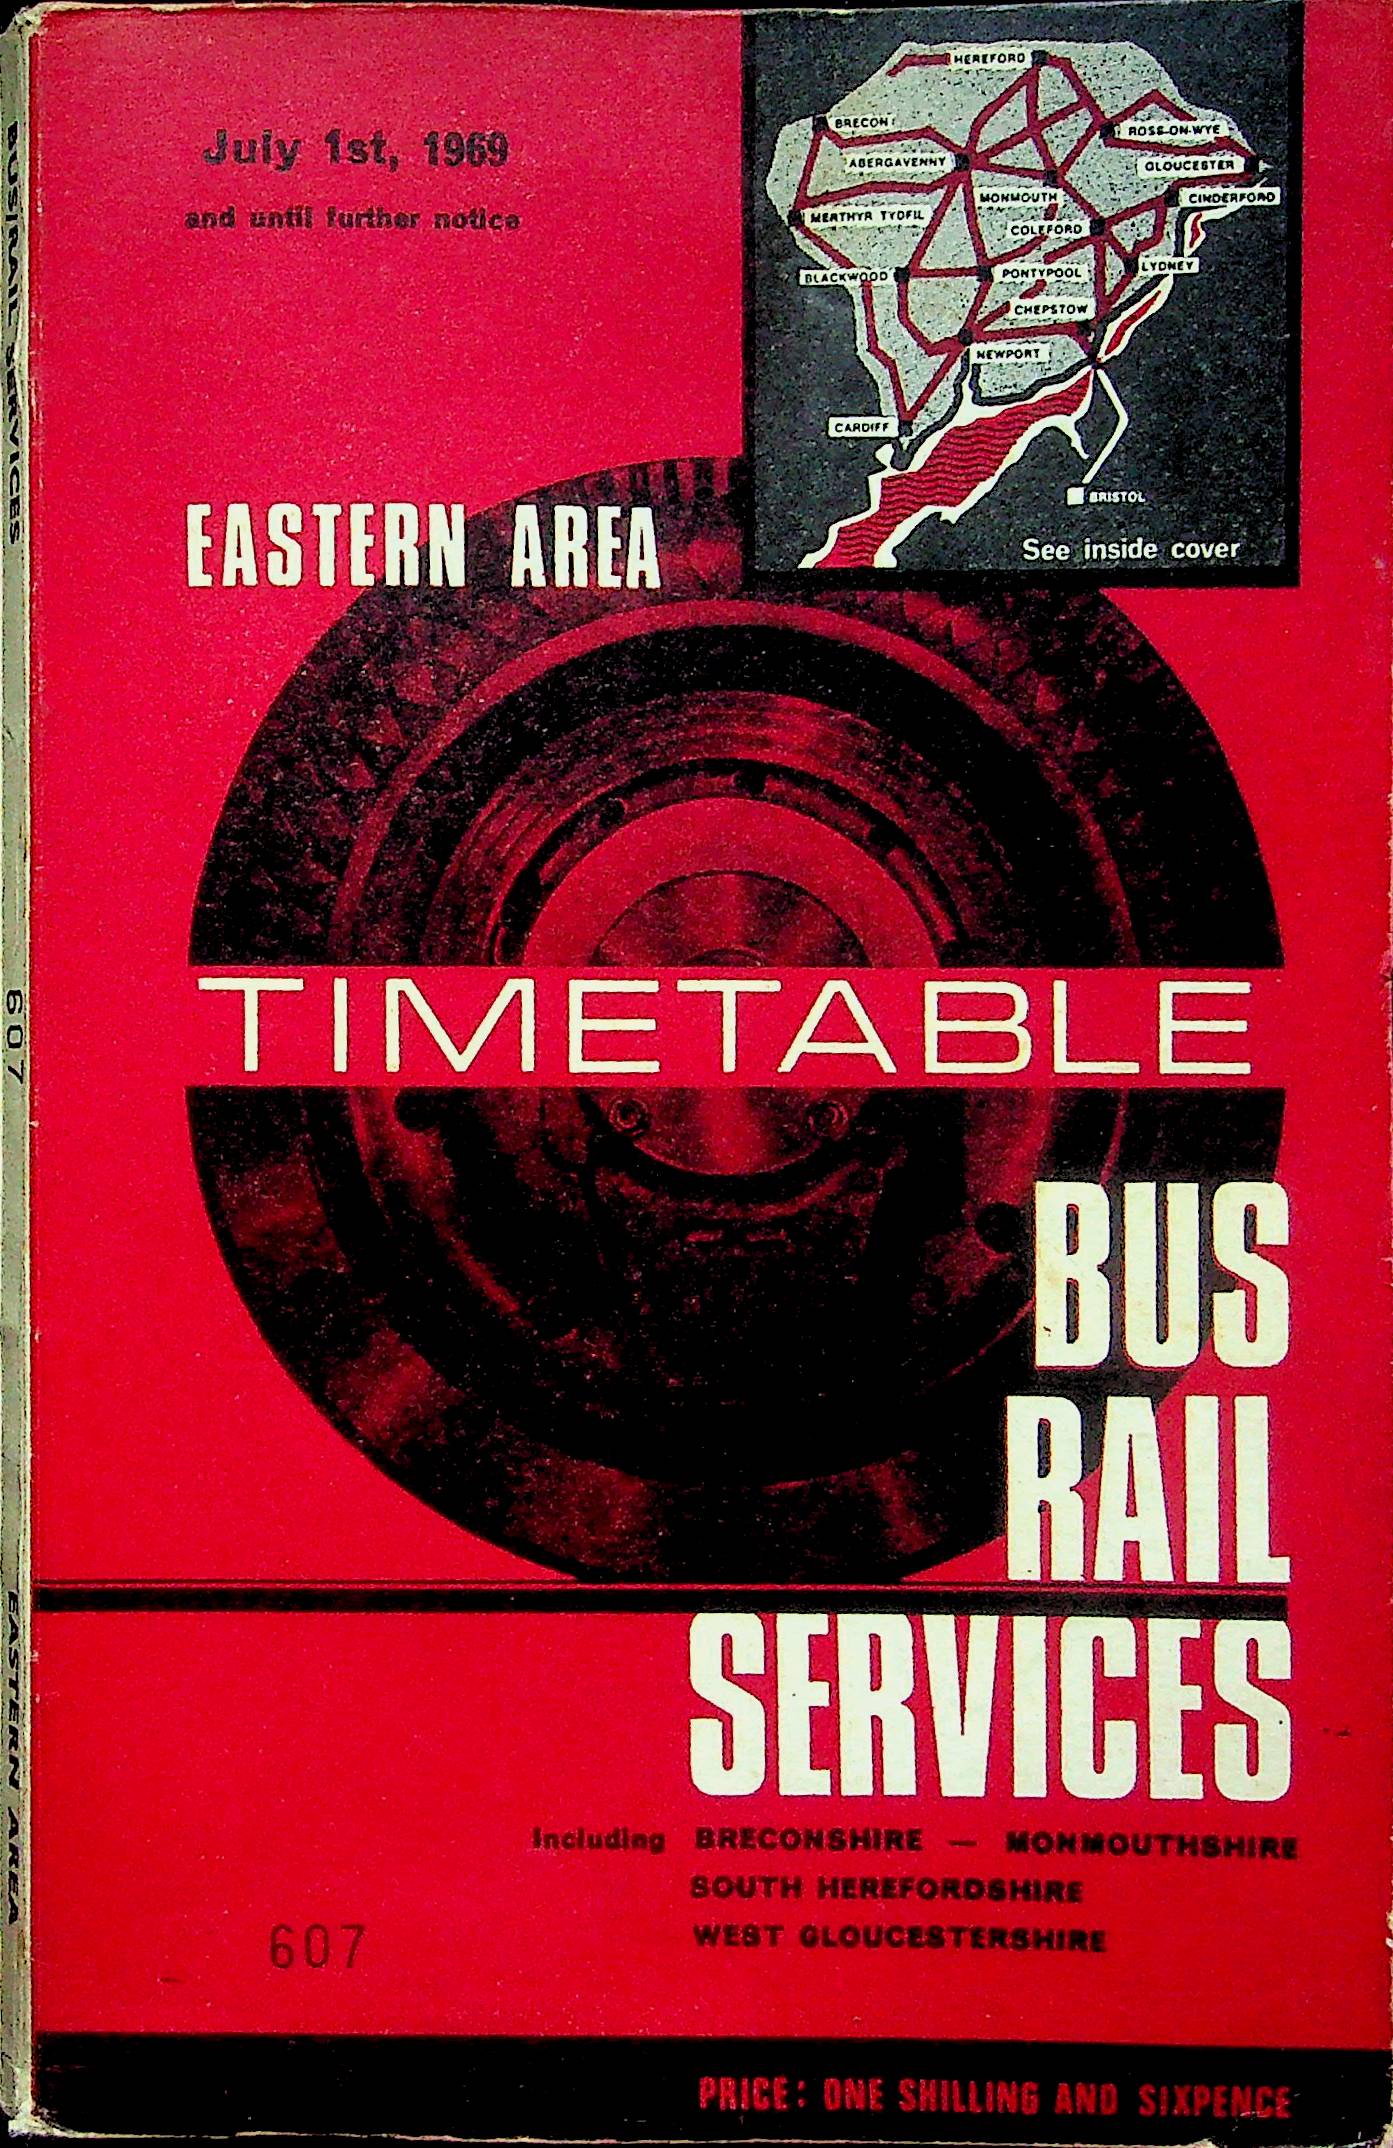 July 1st, 1969
and until further notice
HEREFORD
BRECON
ROSS-ON-WYE
ABERGAVENNY
GLOUCESTER
MONMOUTH
CINDERFORD
MERTHYR TYDFIL
COLEFORD
BLACKWOOD
PONTYPOOL
LYDNEY
CHEPSTOW
NEWPORT
CARDIFF
BRISTOL
See inside cover
EASTERN AREA
TIMETABLE
BUS
RAIL
SERVICES
Including BRECONSHIRE — MONMOUTHSHIRE
SOUTH HEREFORDSHIRE
WEST GLOUCESTERSHIRE
607
PRICE: ONE SHILLING AND SIXPENCE
BUS/RAIL SERVICES 607 EASTERN AREA